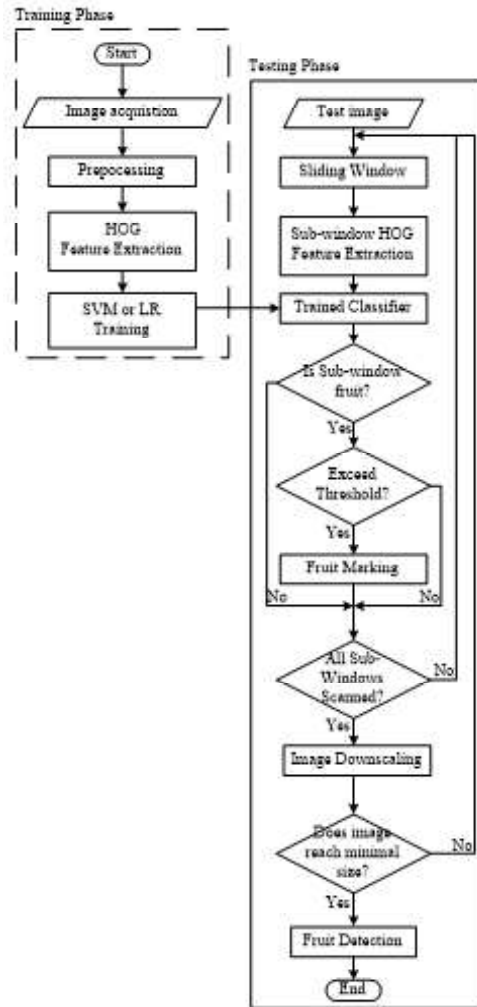 Training Phase
Start
Image acquistion
Prepocessing
HOG
Feature Extraction
SVM or LR
Training
Testing Phase
Test image
Sliding Window
Sub-window HOG
Feature Extraction
Trained Classifier
Is Sub-window
fruit?
Yes
Exceed
Threshold?
Yes
Fruit Marking
No
No
All Sub-
Windows
Scanned?
No
Yes
Image Downscaling
Does image
reach minimal
size?
No
Yes
Fruit Detection
End